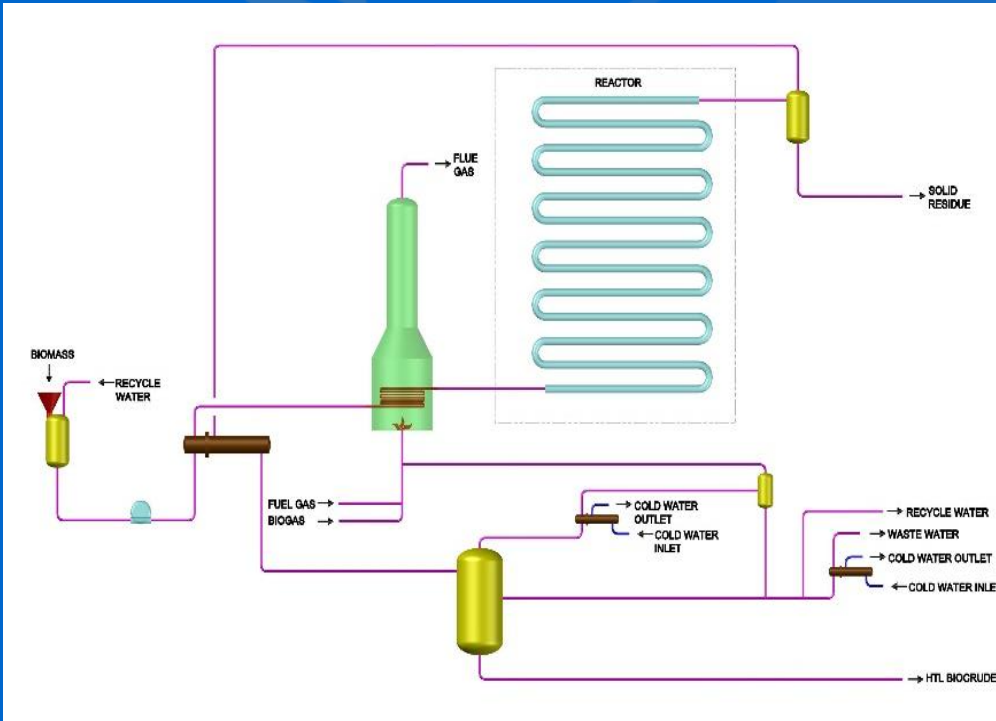 REACTOR
FLUE
GAS
SOLID
RESIDUE
BIOMASS
RECYCLE
WATER
FUEL GAS
BIOGAS
COLD WATER
OUTLET
COLD WATER
INLET
RECYCLE WATER
WASTE WATER
COLD WATER OUTLET
COLD WATER INLE
HTL BIOCRUDE